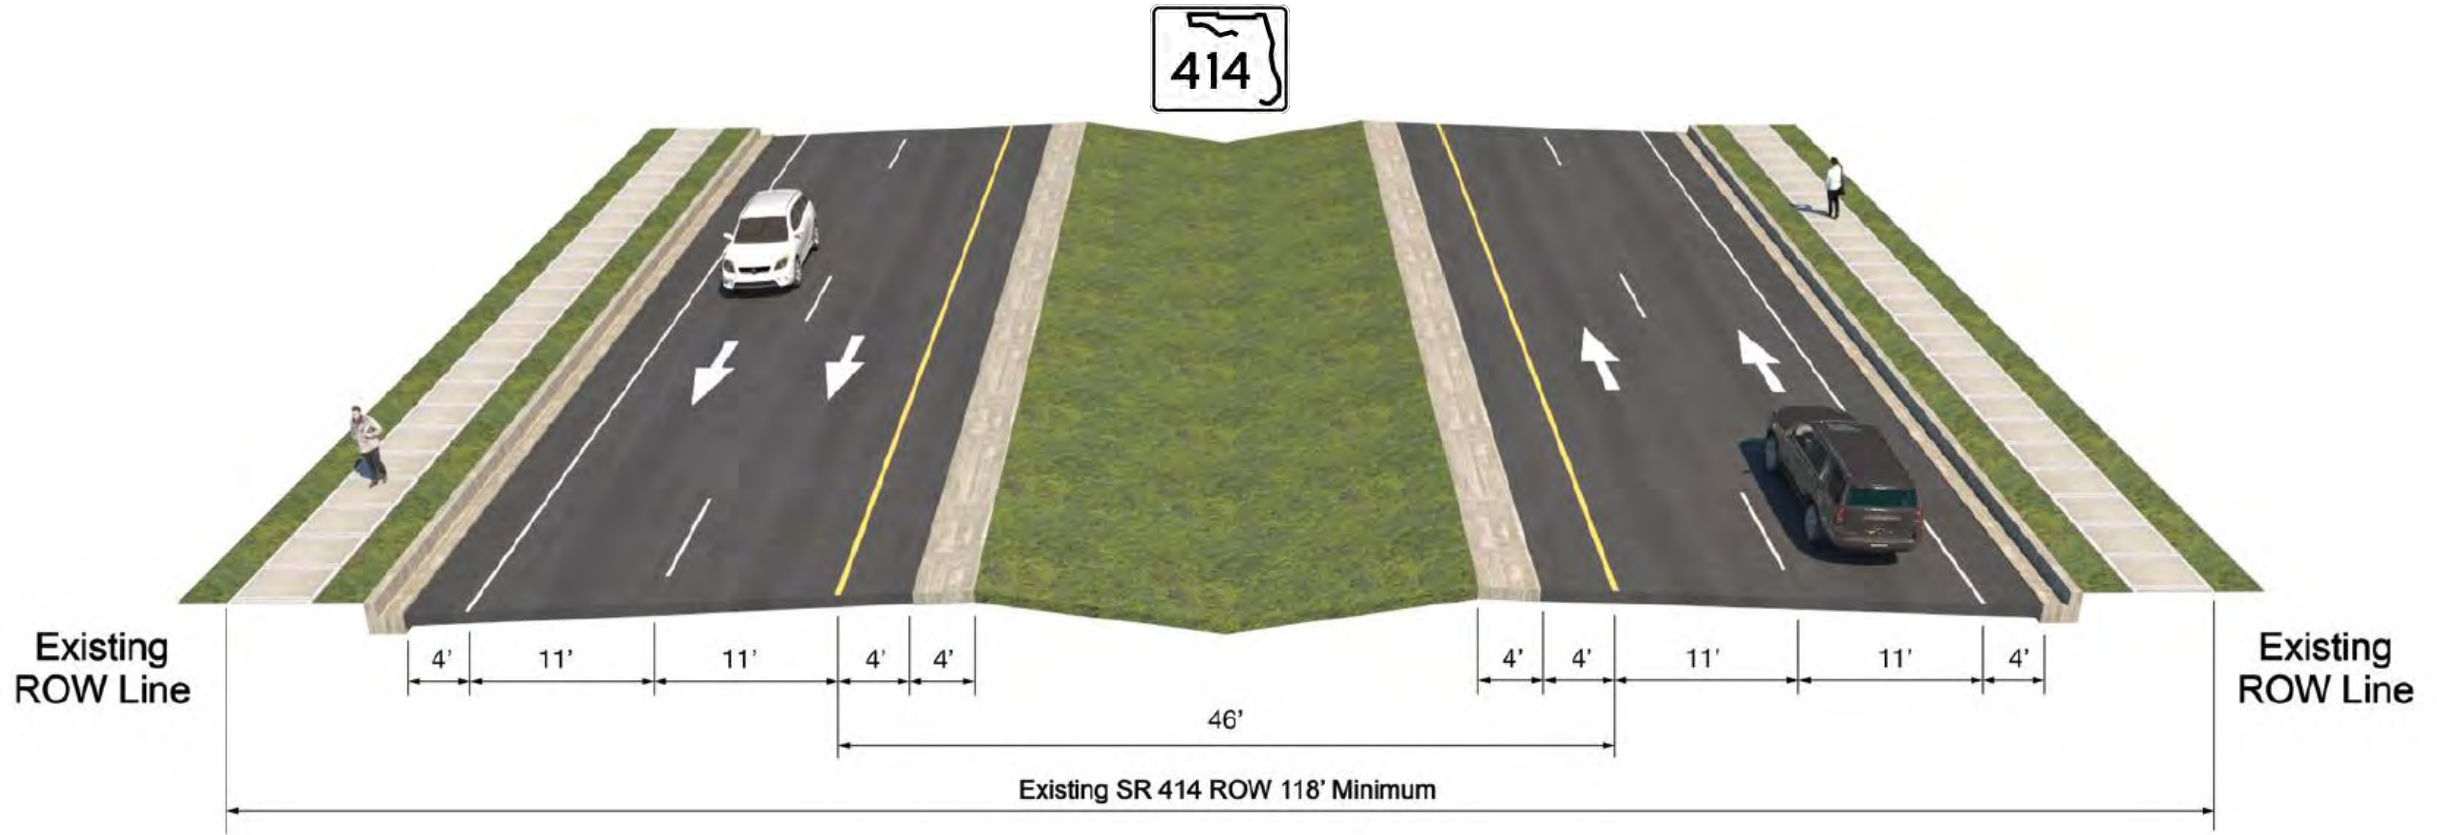 414
Existing
ROW Line
4' 11' 11' 4' 4' 4' 4' 11' 11' 4'
Existing
ROW Line
46'
Existing SR 414 ROW 118' Minimum